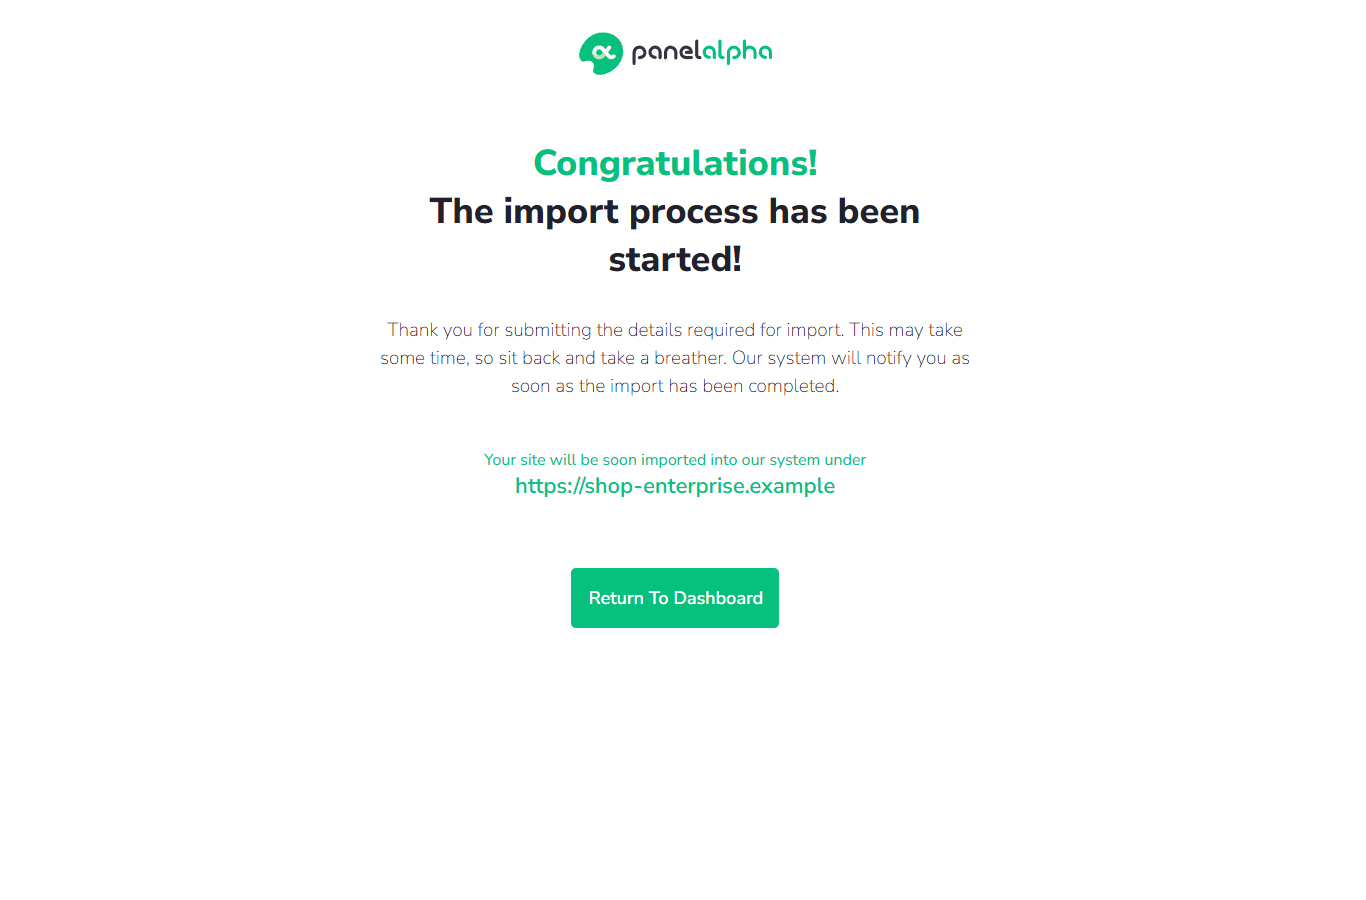 panelalpha
Congratulations!
The import process has been
started!
Thank you for submitting the details required for import. This may take
some time, so sit back and take a breather. Our system will notify you as
soon as the import has been completed.
Your site will be soon imported into our system under
https://shop-enterprise.example
Return To Dashboard